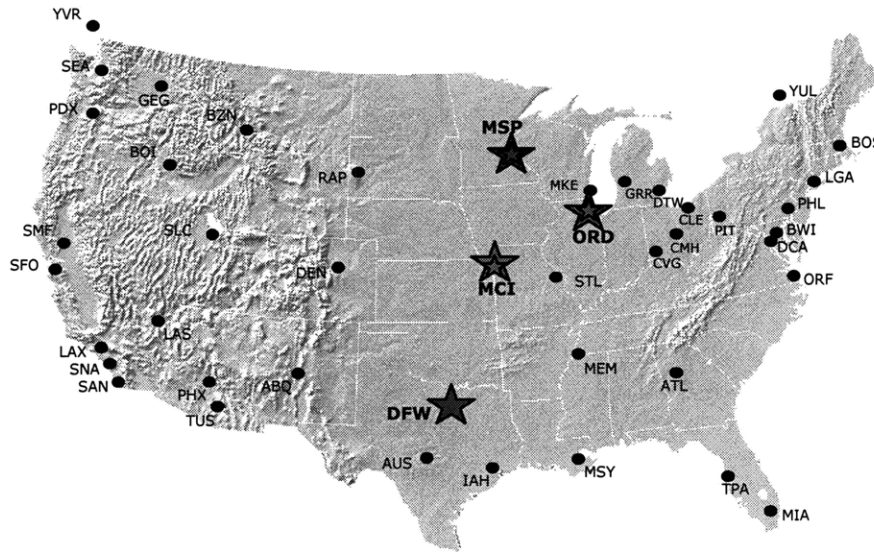 YVR
SEA
GEG
PDX
BZN
BOI
RAP
MSP
MKE
GRR
DTW
CLE
PIT
YUL
BOS
LGA
PHL
BWI
DCA
ORF
SMF
SFO
SLC
DEN
ORD
CMH
CVG
MCI
STL
LAS
LAX
SNA
SAN
PHX
TUS
ABQ
MEM
ATL
DFW
AUS
IAH
MSY
TPA
MIA